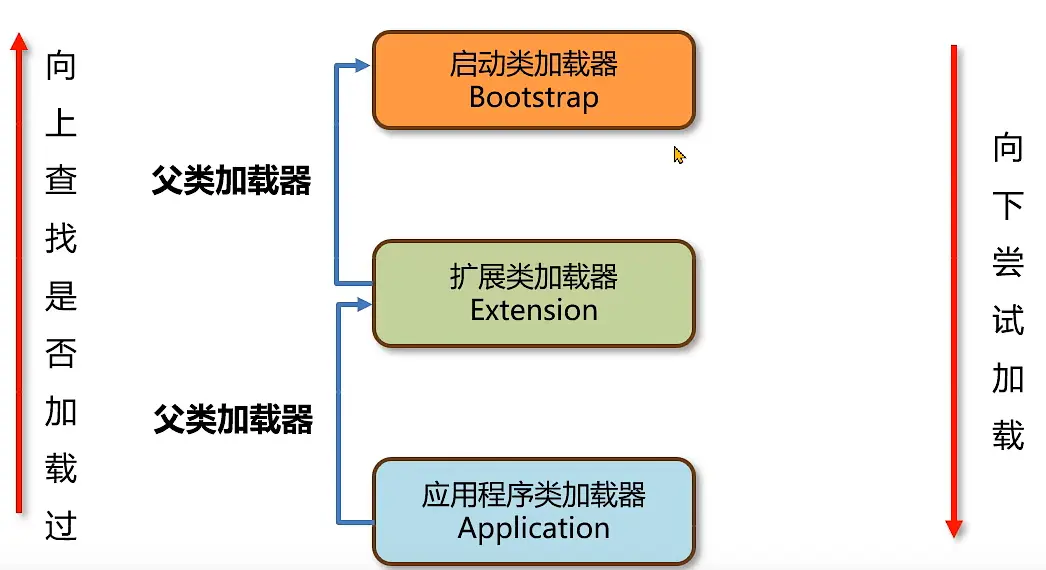 向上查找是否加载过
启动类加载器
Bootstrap
父类加载器
扩展类加载器
Extension
父类加载器
应用程序类加载器
Application
向下尝试加载